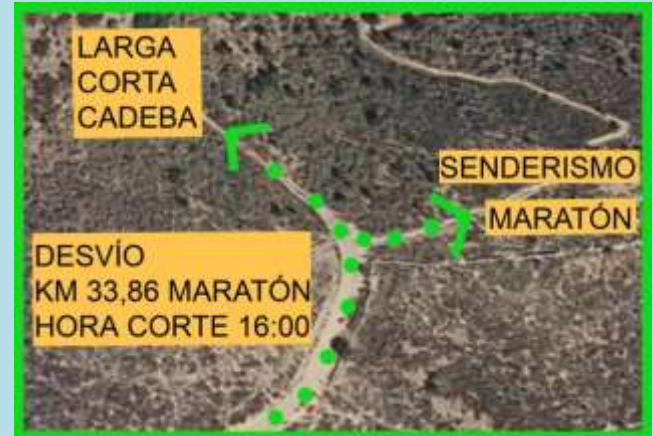 LARGA
CORTA
CADEBA
SENDERISMO
MARATÓN
DESVÍO
KM 33,86 MARATÓN
HORA CORTE 16:00